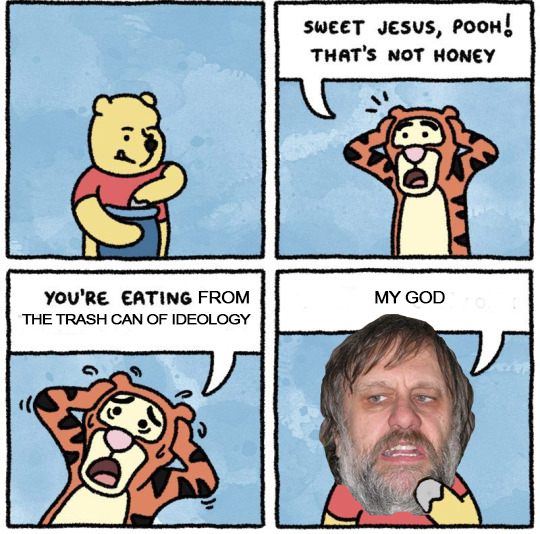 SWEET JESUS, POOH!
THAT'S NOT HONEY
YOU'RE EATING FROM
THE TRASH CAN OF IDEOLOGY
MY GOD